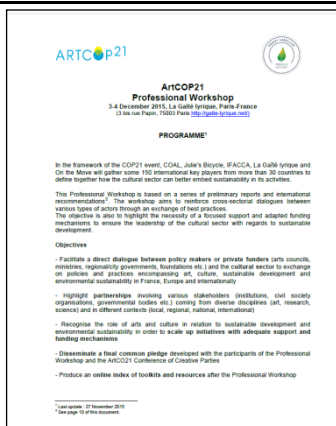 ARTCOP21
ArtCOP21
Professional Workshop
3-4 December 2015, La Gaîté lyrique, Paris-France
(3 bis rue Papin, 75003 Paris http://gaite-lyrique.net/)
PROGRAMME¹
In the framework of the COP21 event, COAL, Julie's Bicycle, IFACCA, La Gaîté lyrique and
On the Move will gather some 150 international key players from more than 30 countries to
define together how the cultural sector can better embed sustainability in its activities.
This Professional Workshop is based on a series of preliminary reports and international
recommendations². The workshop aims to reinforce cross-sectorial dialogues between
various types of actors through an exchange of best practices.
The objective is also to highlight the necessity of a focused support and adapted funding
mechanisms to ensure the leadership of the cultural sector with regards to sustainable
development.
Objectives
- Facilitate a direct dialogue between policy makers or private funders (arts councils,
ministries, regional/city governments, foundations etc.) and the cultural sector to exchange
on policies and practices encompassing art, culture, sustainable development and
environmental sustainability in France, Europe and internationally
- Highlight partnerships involving various stakeholders (institutions, civil society
organisations, governmental bodies etc.) coming from diverse disciplines (art, research,
science) and in different contexts (local, regional, national, international)
- Recognise the role of arts and culture in relation to sustainable development and
environmental sustainability in order to scale up initiatives with adequate support and
funding mechanisms
- Disseminate a final common pledge developed with the participants of the Professional
Workshop and the ArtCO21 Conference of Creative Parties
- Produce an online index of toolkits and resources after the Professional Workshop
¹ Last update : 27 November 2015
² See page 10 of this document.